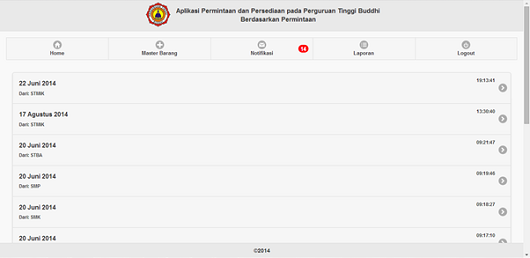 Aplikasi Permintaan dan Persediaan pada Perguruan Tinggi Buddhi
Berdasarkan Permintaan
Home
Master Barang
Notifikasi
14
Laporan
Logout
22 Juni 2014
19:13:41
Dari: STMIK
17 Agustus 2014
13:30:40
Dari: STMIK
20 Juni 2014
09:21:47
Dari: STBA
20 Juni 2014
09:19:46
Dari: SMP
20 Juni 2014
09:18:27
Dari: SMK
20 Juni 2014
09:17:10
©2014